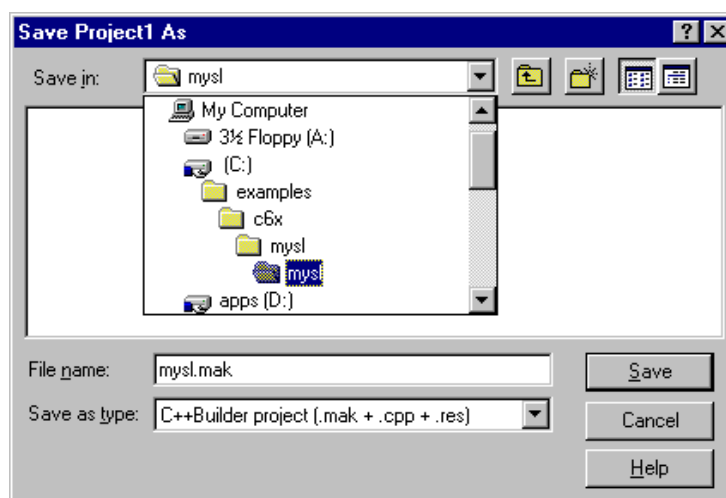 Save Project1 As
Save in: mysl
My Computer
3½ Floppy (A:)
(C:)
examples
c6x
mysl
mysl
apps (D:)
File name: mysl.mak Save
Save as type: C++Builder project (.mak + .cpp + .res) Cancel
Help